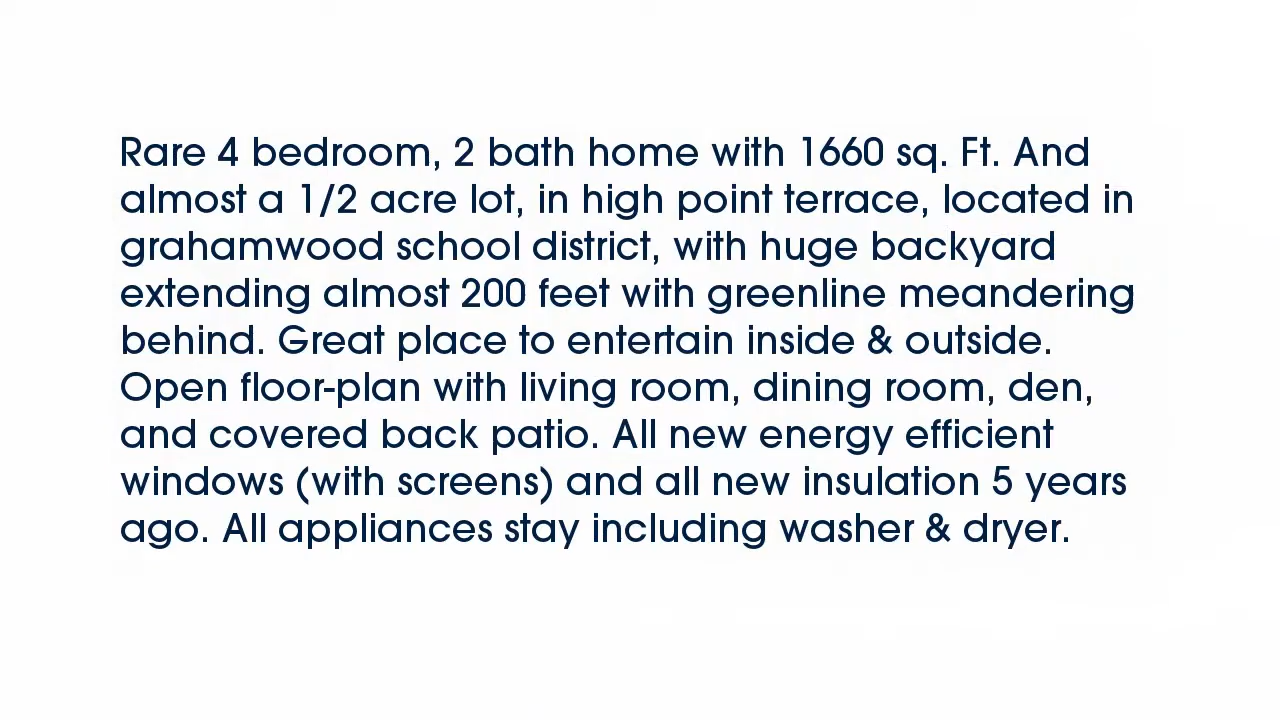 Rare 4 bedroom, 2 bath home with 1660 sq. Ft. And
almost a 1/2 acre lot, in high point terrace, located in
grahamwood school district, with huge backyard
extending almost 200 feet with greenline meandering
behind. Great place to entertain inside & outside.
Open floor-plan with living room, dining room, den,
and covered back patio. All new energy efficient
windows (with screens) and all new insulation 5 years
ago. All appliances stay including washer & dryer.